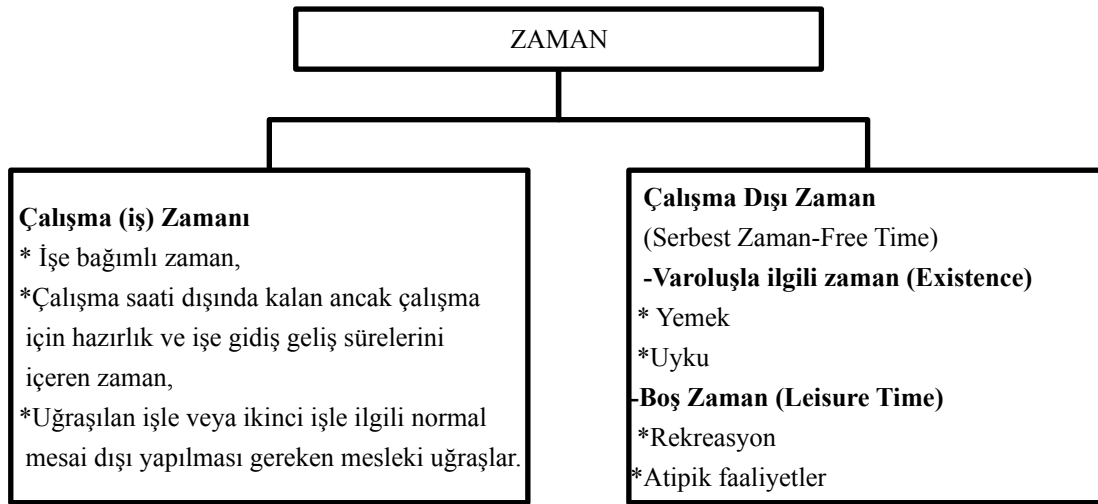 ZAMAN
Çalışma (iş) Zamanı
* İşe bağımlı zaman,
*Çalışma saati dışında kalan ancak çalışma
için hazırlık ve işe gidiş geliş sürelerini
içeren zaman,
*Uğraşılan işle veya ikinci işle ilgili normal
mesai dışı yapılması gereken mesleki uğraşlar.
Çalışma Dışı Zaman
(Serbest Zaman-Free Time)
-Varoluşla ilgili zaman (Existence)
* Yemek
*Uyku
-Boş Zaman (Leisure Time)
*Rekreasyon
*Atipik faaliyetler